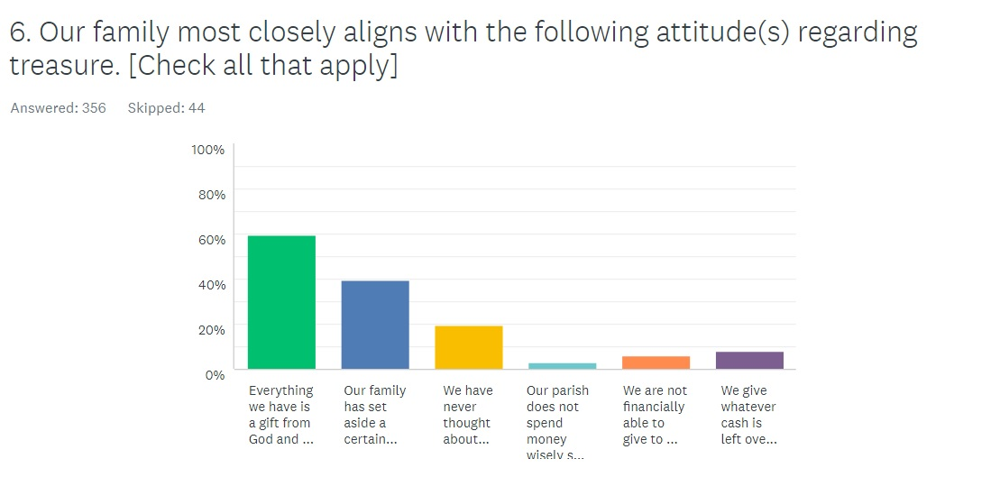 6. Our family most closely aligns with the following attitude(s) regarding
treasure. [Check all that apply]
Answered: 356 Skipped: 44
100%
80%
60%
40%
20%
0%
Everything
we have is
a gift from
God and ...
Our family
has set
aside a
certain...
We have
never
thought
about...
Our parish
does not
spend
money
wisely s...
We are not
financially
able to
give to ...
We give
whatever
cash is
left ove...